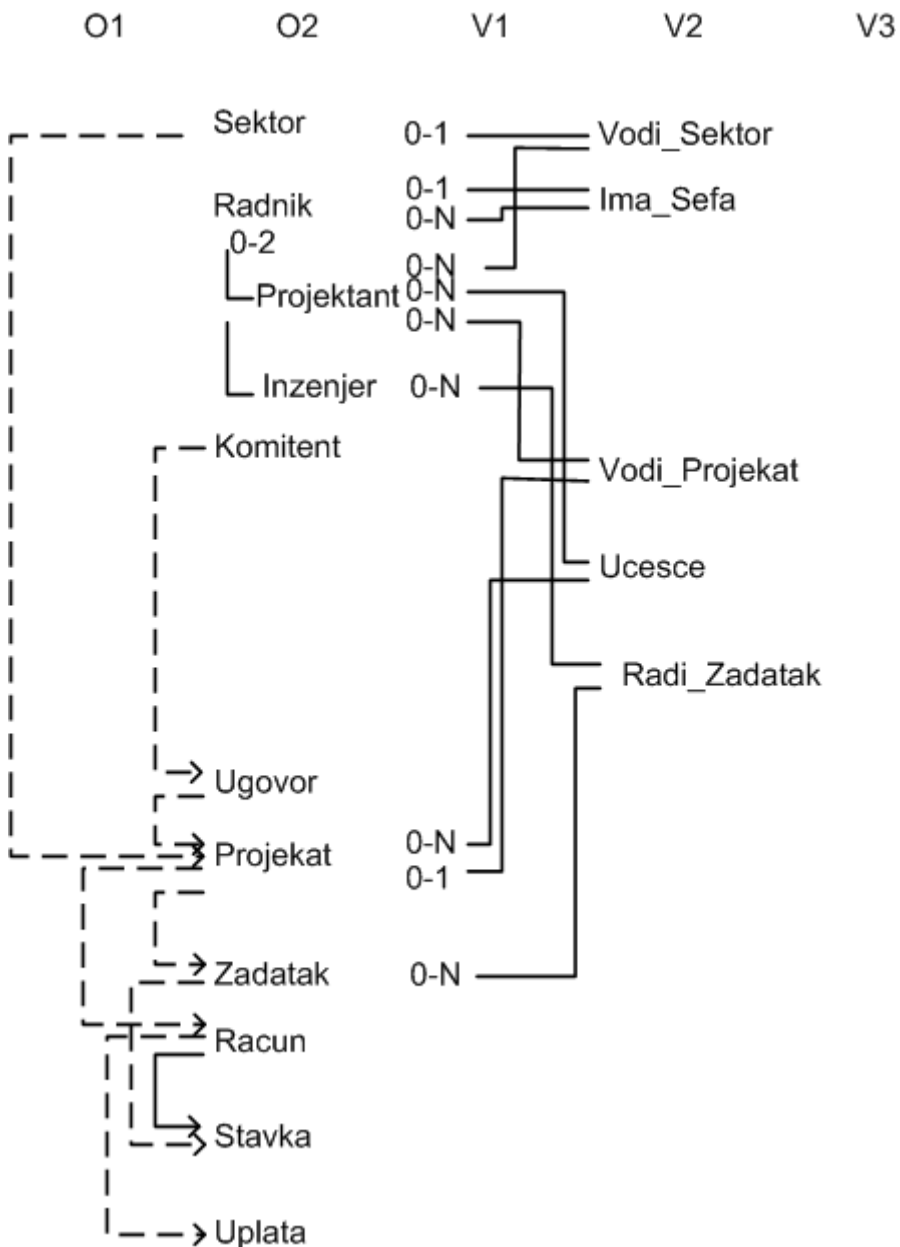 O1 O2 V1 V2 V3
Sektor 0-1 Vodi_Sektor
0-1
Radnik 0-N Ima_Sefa
0-2
0-N
Projektant 0-N
0-N
Inzenjer 0-N
Komitent
Vodi_Projekat
Ucesce
Radi_Zadatak
Ugovor
Projekat 0-N
0-1
Zadatak 0-N
Racun
Stavka
Uplata